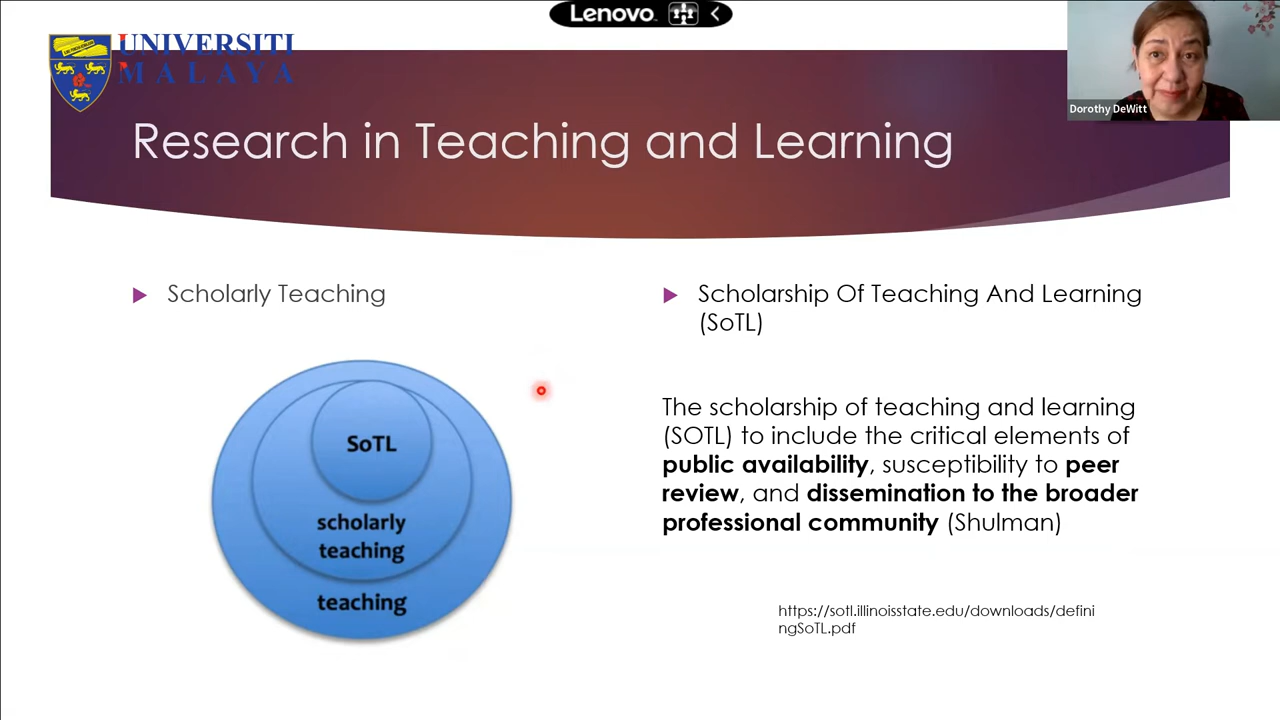 Lenovo
UNIVERSITI
MALAYA
Dorothy DeWitt
Research in Teaching and Learning
Scholarly Teaching
SoTL
scholarly
teaching
teaching
Scholarship Of Teaching And Learning
(SoTL)
The scholarship of teaching and learning
(SOTL) to include the critical elements of
public availability, susceptibility to peer
review, and dissemination to the broader
professional community (Shulman)
https://sotl.illinoisstate.edu/downloads/defini
ngSoTL.pdf